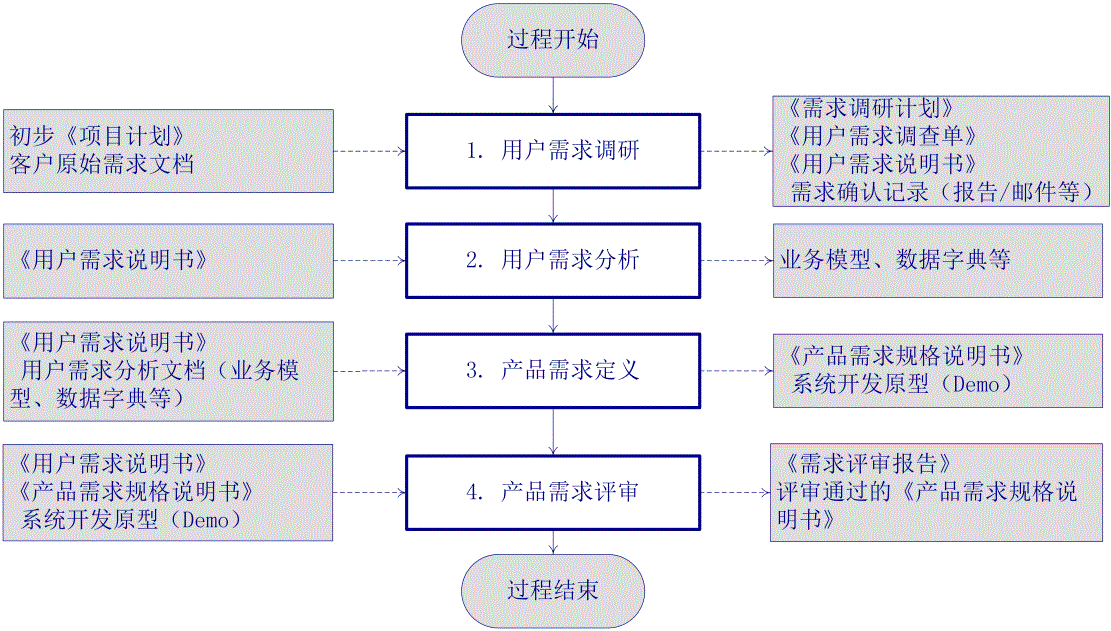 过程开始
初步《项目计划》
客户原始需求文档
1. 用户需求调研
《需求调研计划》
《用户需求调查单》
《用户需求说明书》
需求确认记录（报告/邮件等）
《用户需求说明书》
2. 用户需求分析
业务模型、数据字典等
《用户需求说明书》
用户需求分析文档（业务模
型、数据字典等）
3. 产品需求定义
《产品需求规格说明书》
系统开发原型（Demo）
《用户需求说明书》
《产品需求规格说明书》
系统开发原型（Demo）
4. 产品需求评审
《需求评审报告》
评审通过的《产品需求规格说
明书》
过程结束